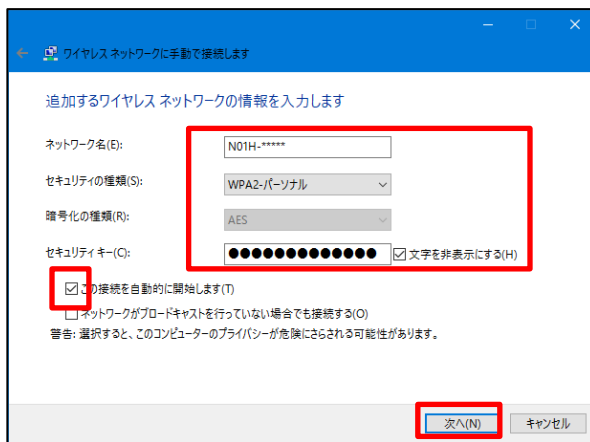 ワイヤレス ネットワークに手動で接続します
追加するワイヤレス ネットワークの情報を入力します
ネットワーク名(E): N01H-*****
セキュリティの種類(S): WPA2-パーソナル
暗号化の種類(R): AES
セキュリティ キー(C): ●●●●●●●●●●●●● 文字を非表示にする(H)
この接続を自動的に開始します(T)
ネットワークがブロードキャストを行っていない場合でも接続する(O)
警告: 選択すると、このコンピューターのプライバシーが危険にさらされる可能性があります。
次へ(N) キャンセル